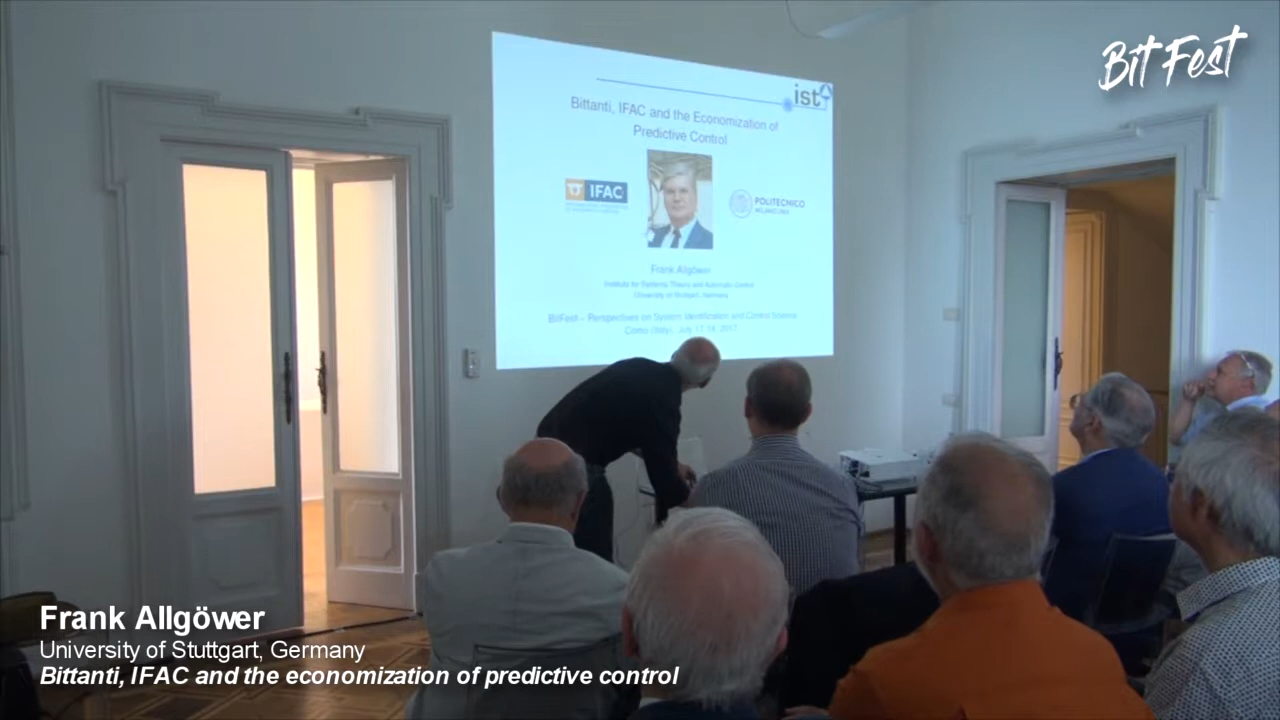 Bit Fest
ist
Bittanti, IFAC and the Economization of
Predictive Control
IFAC
POLITECNICO
MILANO 1863
Frank Allgöwer
Institute for Systems Theory and Automatic Control
University of Stuttgart, Germany
BitFest – Perspectives on System Identification and Control Science
Como (Italy), July 17-18, 2017
Frank Allgöwer
University of Stuttgart, Germany
Bittanti, IFAC and the economization of predictive control